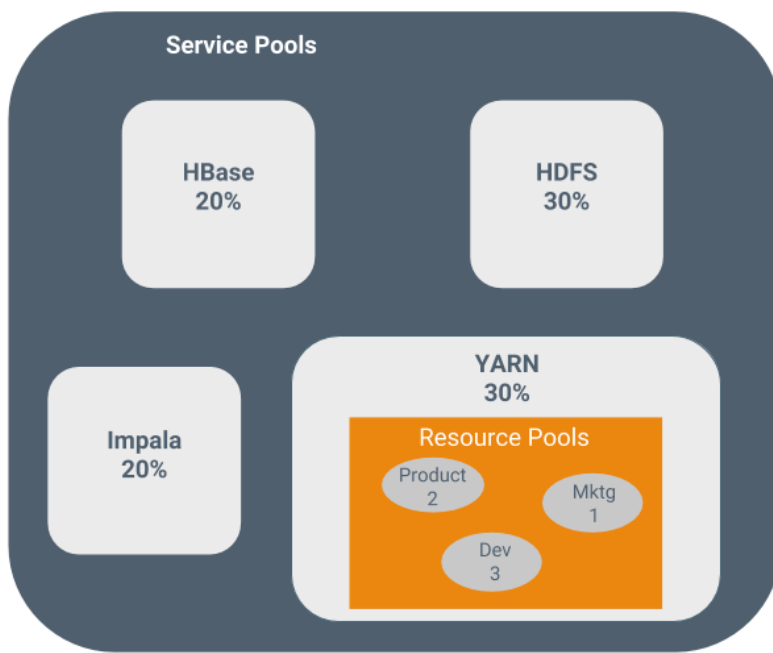 Service Pools
HBase
20%
HDFS
30%
YARN
30%
Impala
20%
Resource Pools
Product
2
Mktg
1
Dev
3